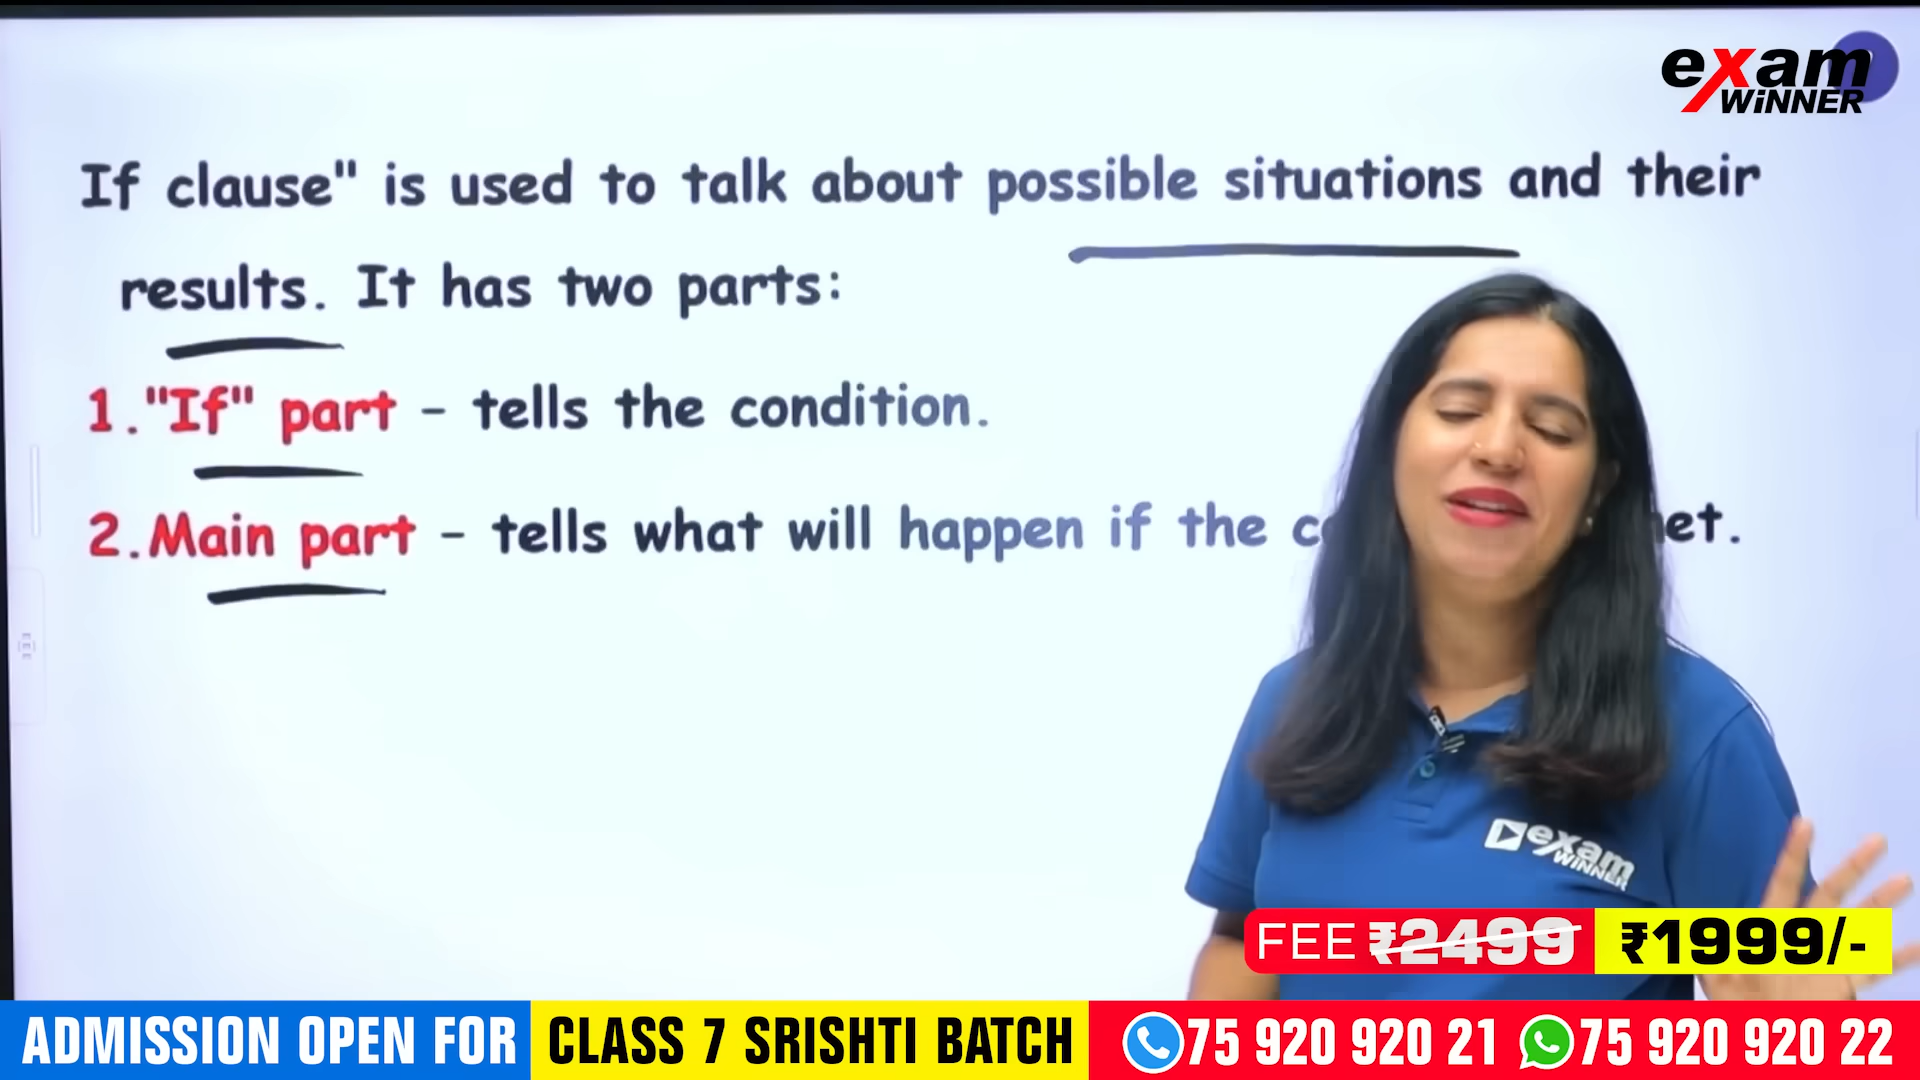 exam
WiNNER
If clause" is used to talk about possible situations and their
results. It has two parts:
1."If" part - tells the condition.
2.Main part - tells what will happen if the
exam
WiNNER
FEE ₹2499 ₹1999/-
ADMISSION OPEN FOR CLASS 7 SRISHTI BATCH 75 920 920 21 75 920 920 22